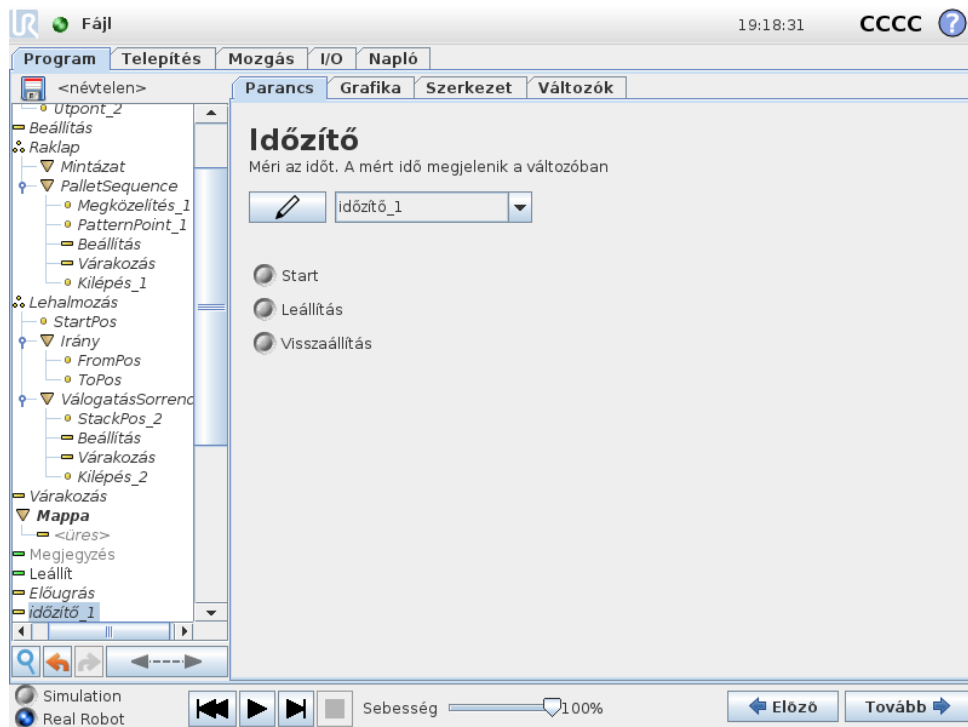 UR Fájl 19:18:31 CCCC ?
Program Telepítés Mozgás I/O Napló
<névtelen>
Parancs Grafika Szerkezet Változók
Útpont_2
Beállítás
Raklap
Mintázat
PalletSequence
Megközelítés_1
PatternPoint_1
Beállítás
Várakozás
Kilépés_1
Lehalmozás
StartPos
Irány
FromPos
ToPos
VálogatásSorrend
StackPos_2
Beállítás
Várakozás
Kilépés_2
Várakozás
Mappa
<üres>
Megjegyzés
Leállít
Előugrás
időzítő_1
Időzítő
Méri az időt. A mért idő megjelenik a változóban
időzítő_1
Start
Leállítás
Visszaállítás
Simulation
Real Robot
Sebesség 100%
Előző Tovább